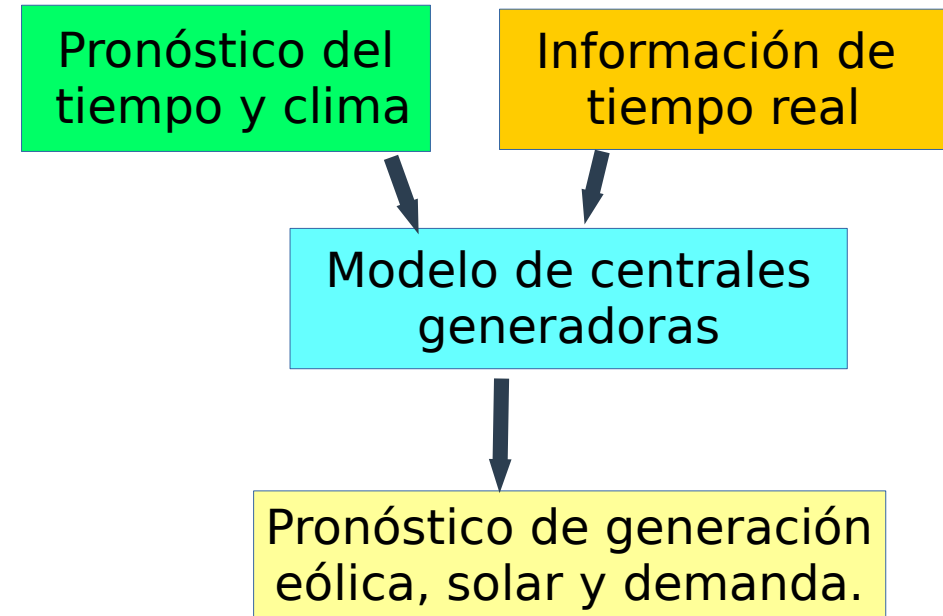 Pronóstico del
tiempo y clima
Información de
tiempo real
Modelo de centrales
generadoras
Pronóstico de generación
eólica, solar y demanda.